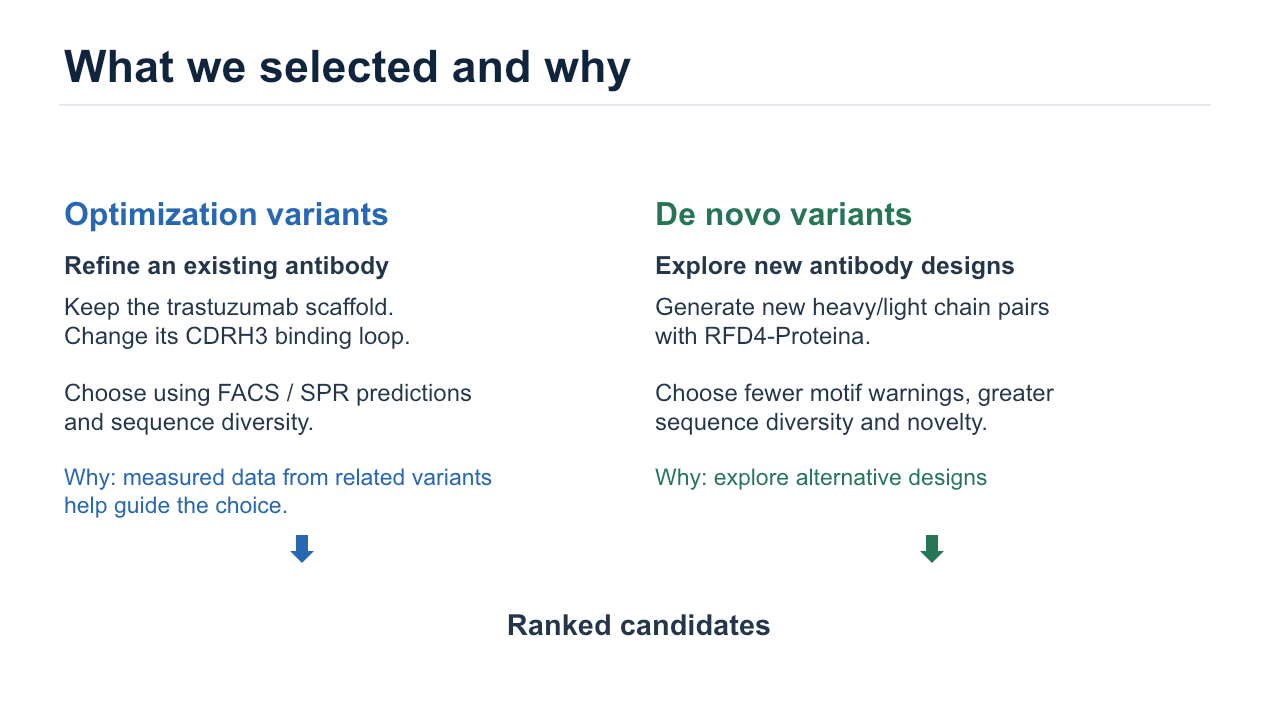 What we selected and why
Optimization variants
Refine an existing antibody
Keep the trastuzumab scaffold.
Change its CDRH3 binding loop.
Choose using FACS / SPR predictions
and sequence diversity.
Why: measured data from related variants
help guide the choice.
De novo variants
Explore new antibody designs
Generate new heavy/light chain pairs
with RFD4-Proteina.
Choose fewer motif warnings, greater
sequence diversity and novelty.
Why: explore alternative designs
Ranked candidates